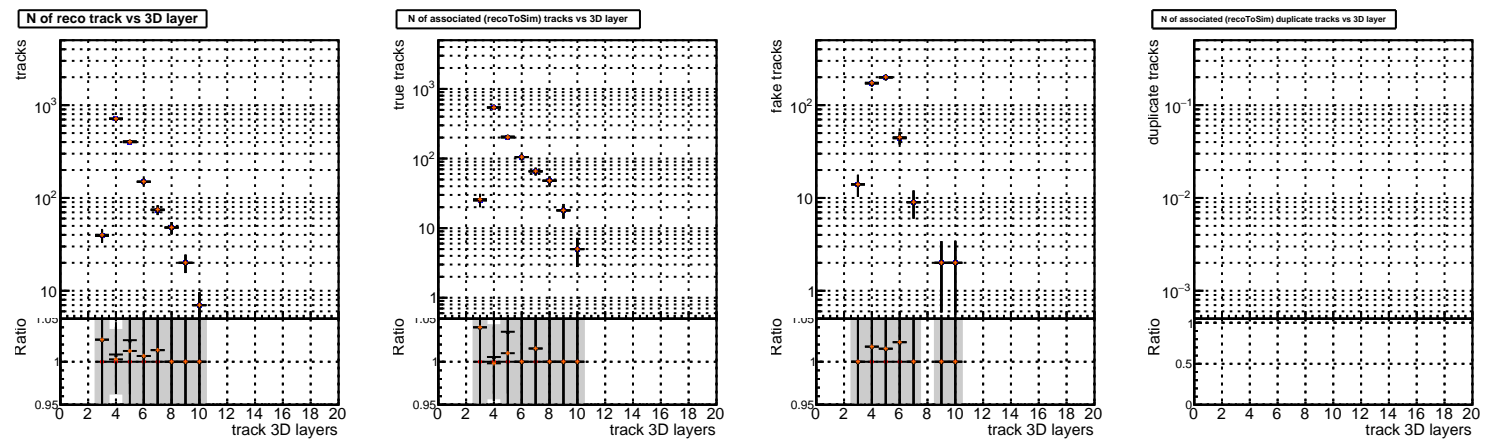 N of reco track vs 3D layer
tracks
10³
10²
10
Ratio
1.05
1
0.95
0 2 4 6 8 10 12 14 16 18 20
track 3D layers
N of associated (recoToSim) tracks vs 3D layer
true tracks
10³
10²
10
1
Ratio
1.05
1
0.95
0 2 4 6 8 10 12 14 16 18 20
track 3D layers
fake tracks
10²
10
1
Ratio
1.05
1
0.95
0 2 4 6 8 10 12 14 16 18 20
track 3D layers
N of associated (recoToSim) duplicate tracks vs 3D layer
duplicate tracks
10⁻¹
10⁻²
10⁻³
Ratio
1
0.5
0
0 2 4 6 8 10 12 14 16 18 20
track 3D layers